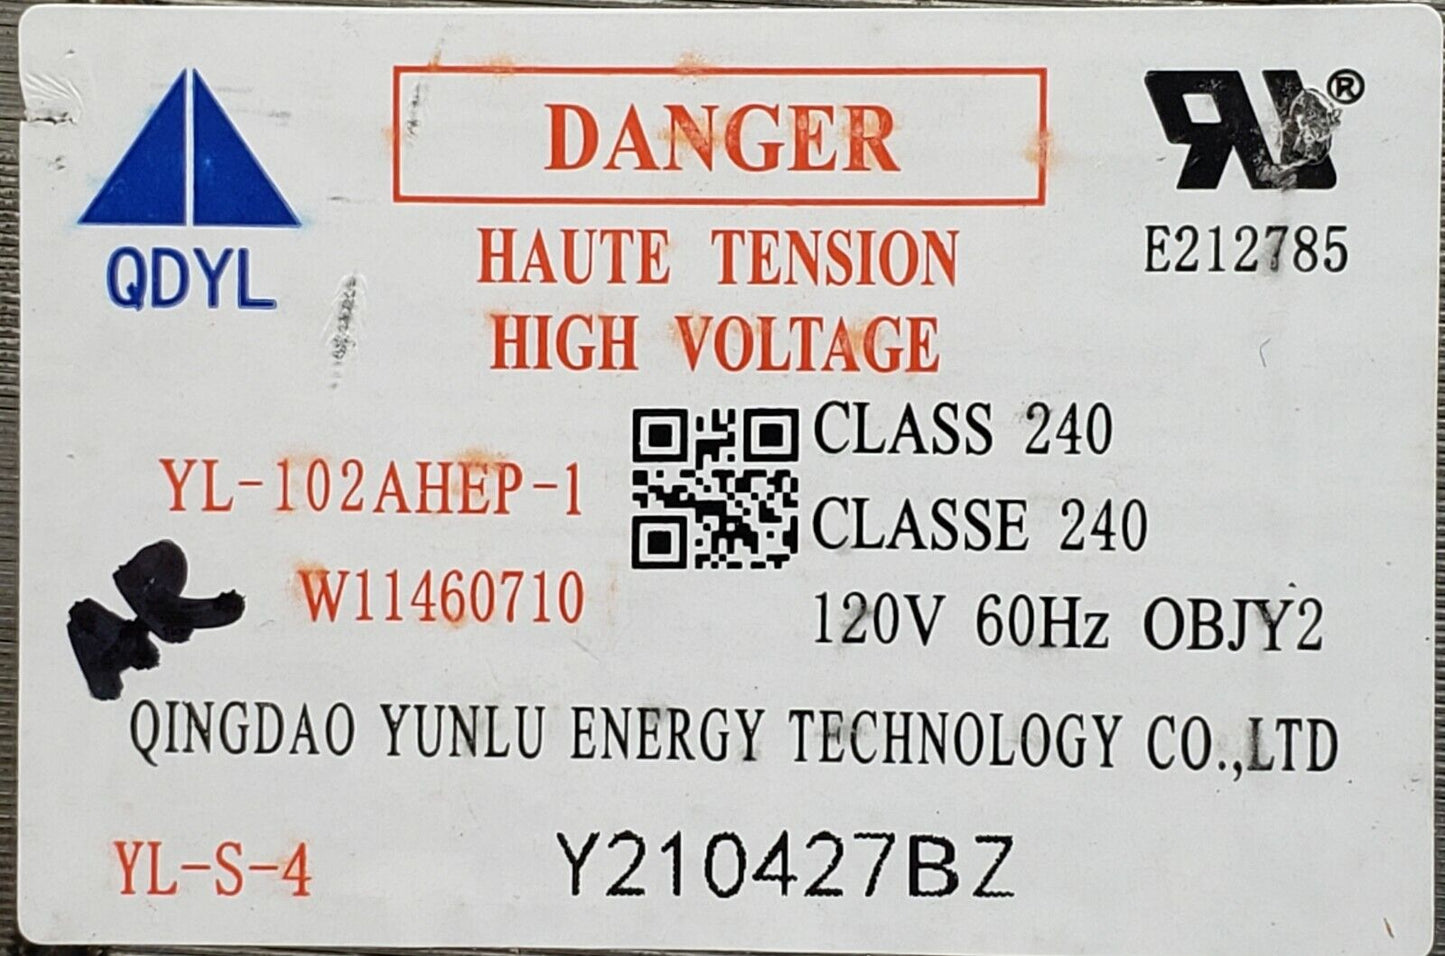 QDYL
DANGER
HAUTE TENSION
HIGH VOLTAGE
®
E212785
YL-102AHEP-1
W11460710
CLASS 240
CLASSE 240
120V 60Hz OBJY2
QINGDAO YUNLU ENERGY TECHNOLOGY CO.,LTD
YL-S-4
Y210427BZ